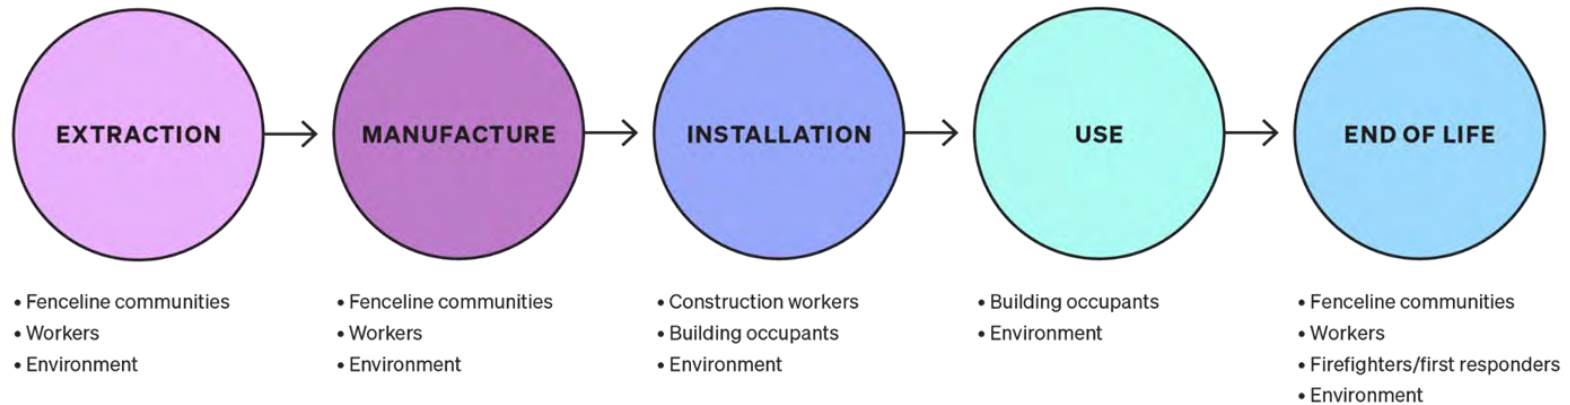 EXTRACTION
MANUFACTURE
INSTALLATION
USE
END OF LIFE
• Fenceline communities
• Workers
• Environment
• Fenceline communities
• Workers
• Environment
• Construction workers
• Building occupants
• Environment
• Building occupants
• Environment
• Fenceline communities
• Workers
• Firefighters/first responders
• Environment